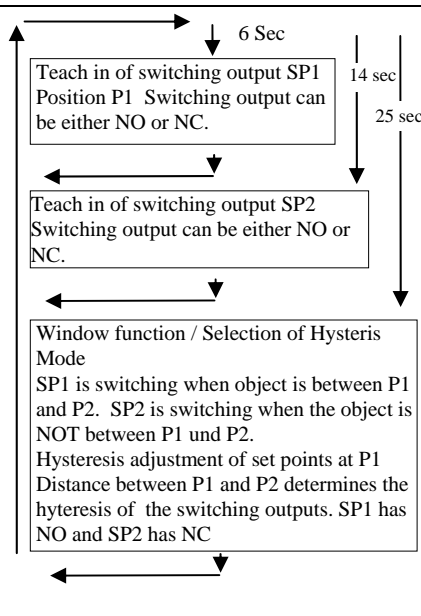 6 Sec
Teach in of switching output SP1
Position P1 Switching output can
be either NO or NC.
14 sec
25 sec
Teach in of switching output SP2
Switching output can be either NO or
NC.
Window function / Selection of Hysteris
Mode
SP1 is switching when object is between P1
and P2. SP2 is switching when the object is
NOT between P1 und P2.
Hysteresis adjustment of set points at P1
Distance between P1 and P2 determines the
hyteresis of the switching outputs. SP1 has
NO and SP2 has NC